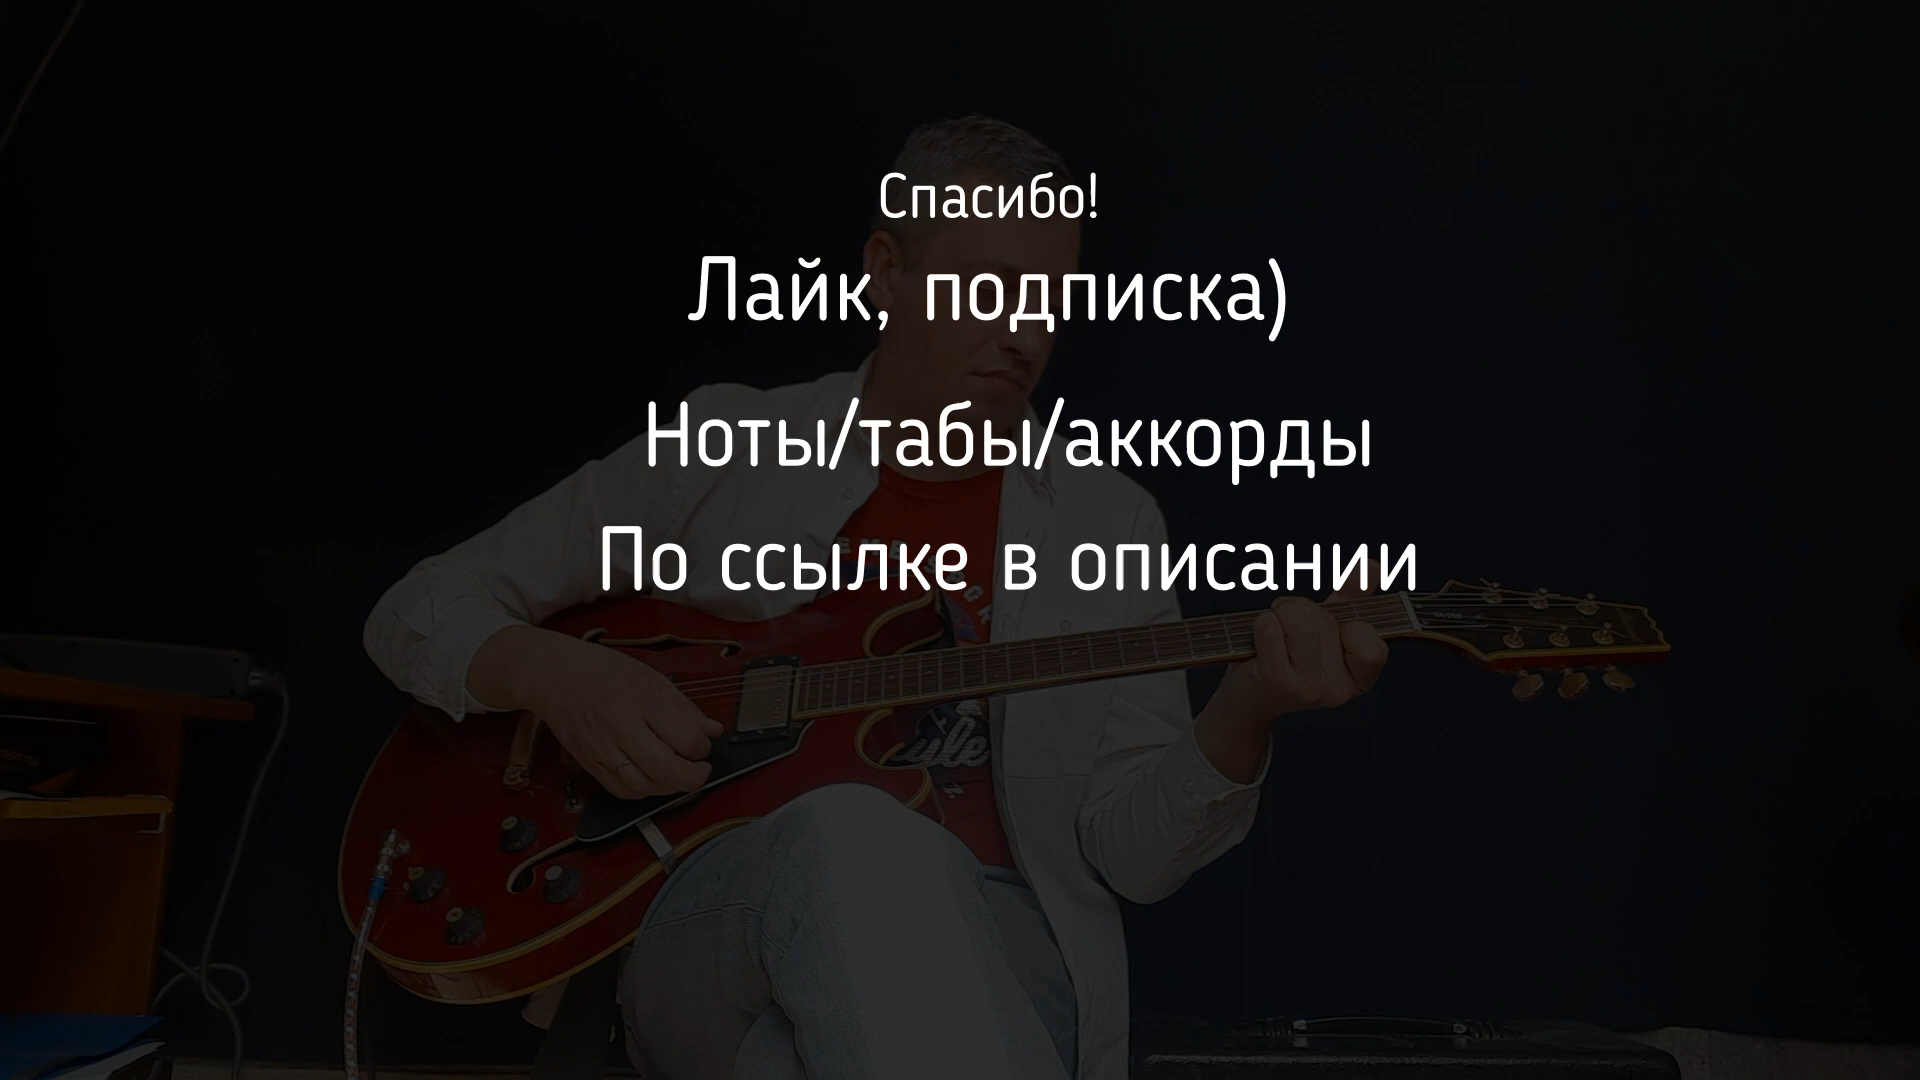 Спасибо!
Лайк, подписка)
Ноты/табы/аккорды
По ссылке в описании